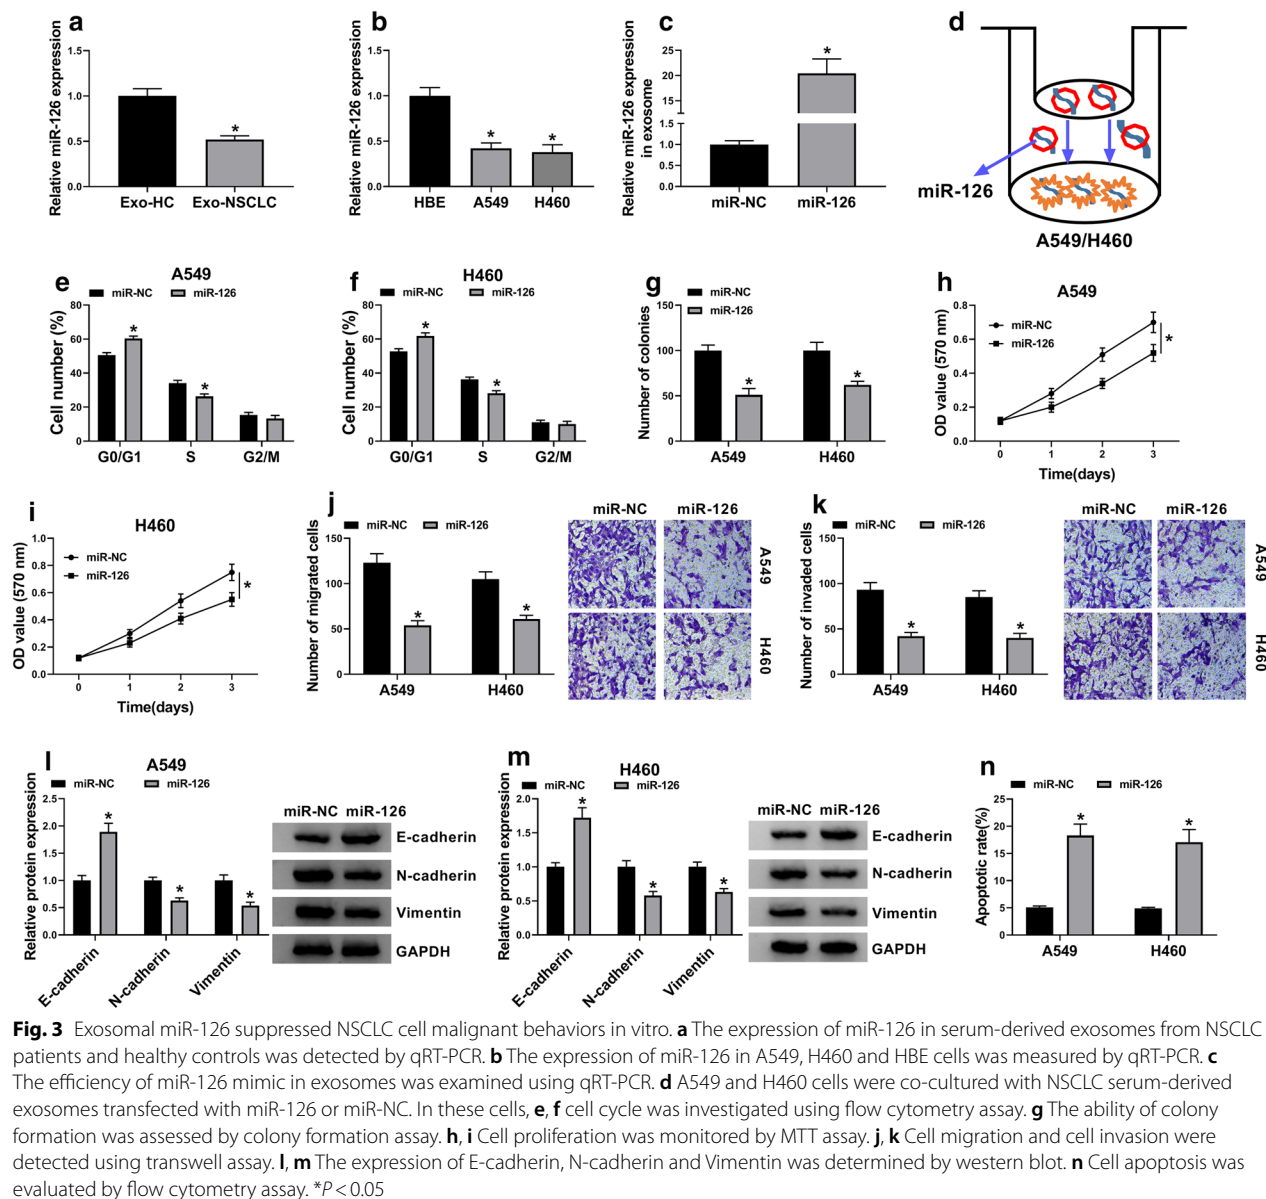 a
Relative miR-126 expression
1.5
1.0
0.5
0.0
*
Exo-HC Exo-NSCLC
b
Relative miR-126 expression
1.5
1.0
0.5
0.0
* *
HBE A549 H460
c
Relative miR-126 expression
in exosome
25
20
15
1.5
1.0
0.5
0.0
*
miR-NC miR-126
d
miR-126
A549/H460
e
A549
miR-NC miR-126
Cell number (%)
80
60
40
20
0
* *
G0/G1 S G2/M
f
H460
miR-NC miR-126
Cell number (%)
80
60
40
20
0
* *
G0/G1 S G2/M
g
miR-NC
miR-126
Number of colonies
150
100
50
0
* *
A549 H460
h
A549
OD value (570 nm)
0.8
0.6
0.4
0.2
0.0
miR-NC
miR-126
*
0 1 2 3
Time(days)
i
H460
OD value (570 nm)
1.0
0.8
0.6
0.4
0.2
0.0
miR-NC
miR-126
*
0 1 2 3
Time(days)
j
miR-NC miR-126
Number of migrated cells
150
100
50
0
* *
A549 H460
miR-NC miR-126
A549
H460
k
miR-NC miR-126
Number of invaded cells
150
100
50
0
* *
A549 H460
miR-NC miR-126
A549
H460
l
A549
miR-NC miR-126
Relative protein expression
2.5
2.0
1.5
1.0
0.5
0.0
* * *
E-cadherin N-cadherin Vimentin
miR-NC miR-126
E-cadherin
N-cadherin
Vimentin
GAPDH
m
H460
miR-NC miR-126
Relative protein expression
2.0
1.5
1.0
0.5
0.0
* * *
E-cadherin N-cadherin Vimentin
miR-NC miR-126
E-cadherin
N-cadherin
Vimentin
GAPDH
n
miR-NC miR-126
Apoptotic rate(%)
25
20
15
10
5
0
* *
A549 H460
Fig. 3 Exosomal miR-126 suppressed NSCLC cell malignant behaviors in vitro. a The expression of miR-126 in serum-derived exosomes from NSCLC
patients and healthy controls was detected by qRT-PCR. b The expression of miR-126 in A549, H460 and HBE cells was measured by qRT-PCR. c
The efficiency of miR-126 mimic in exosomes was examined using qRT-PCR. d A549 and H460 cells were co-cultured with NSCLC serum-derived
exosomes transfected with miR-126 or miR-NC. In these cells, e, f cell cycle was investigated using flow cytometry assay. g The ability of colony
formation was assessed by colony formation assay. h, i Cell proliferation was monitored by MTT assay. j, k Cell migration and cell invasion were
detected using transwell assay. l, m The expression of E-cadherin, N-cadherin and Vimentin was determined by western blot. n Cell apoptosis was
evaluated by flow cytometry assay. *P < 0.05